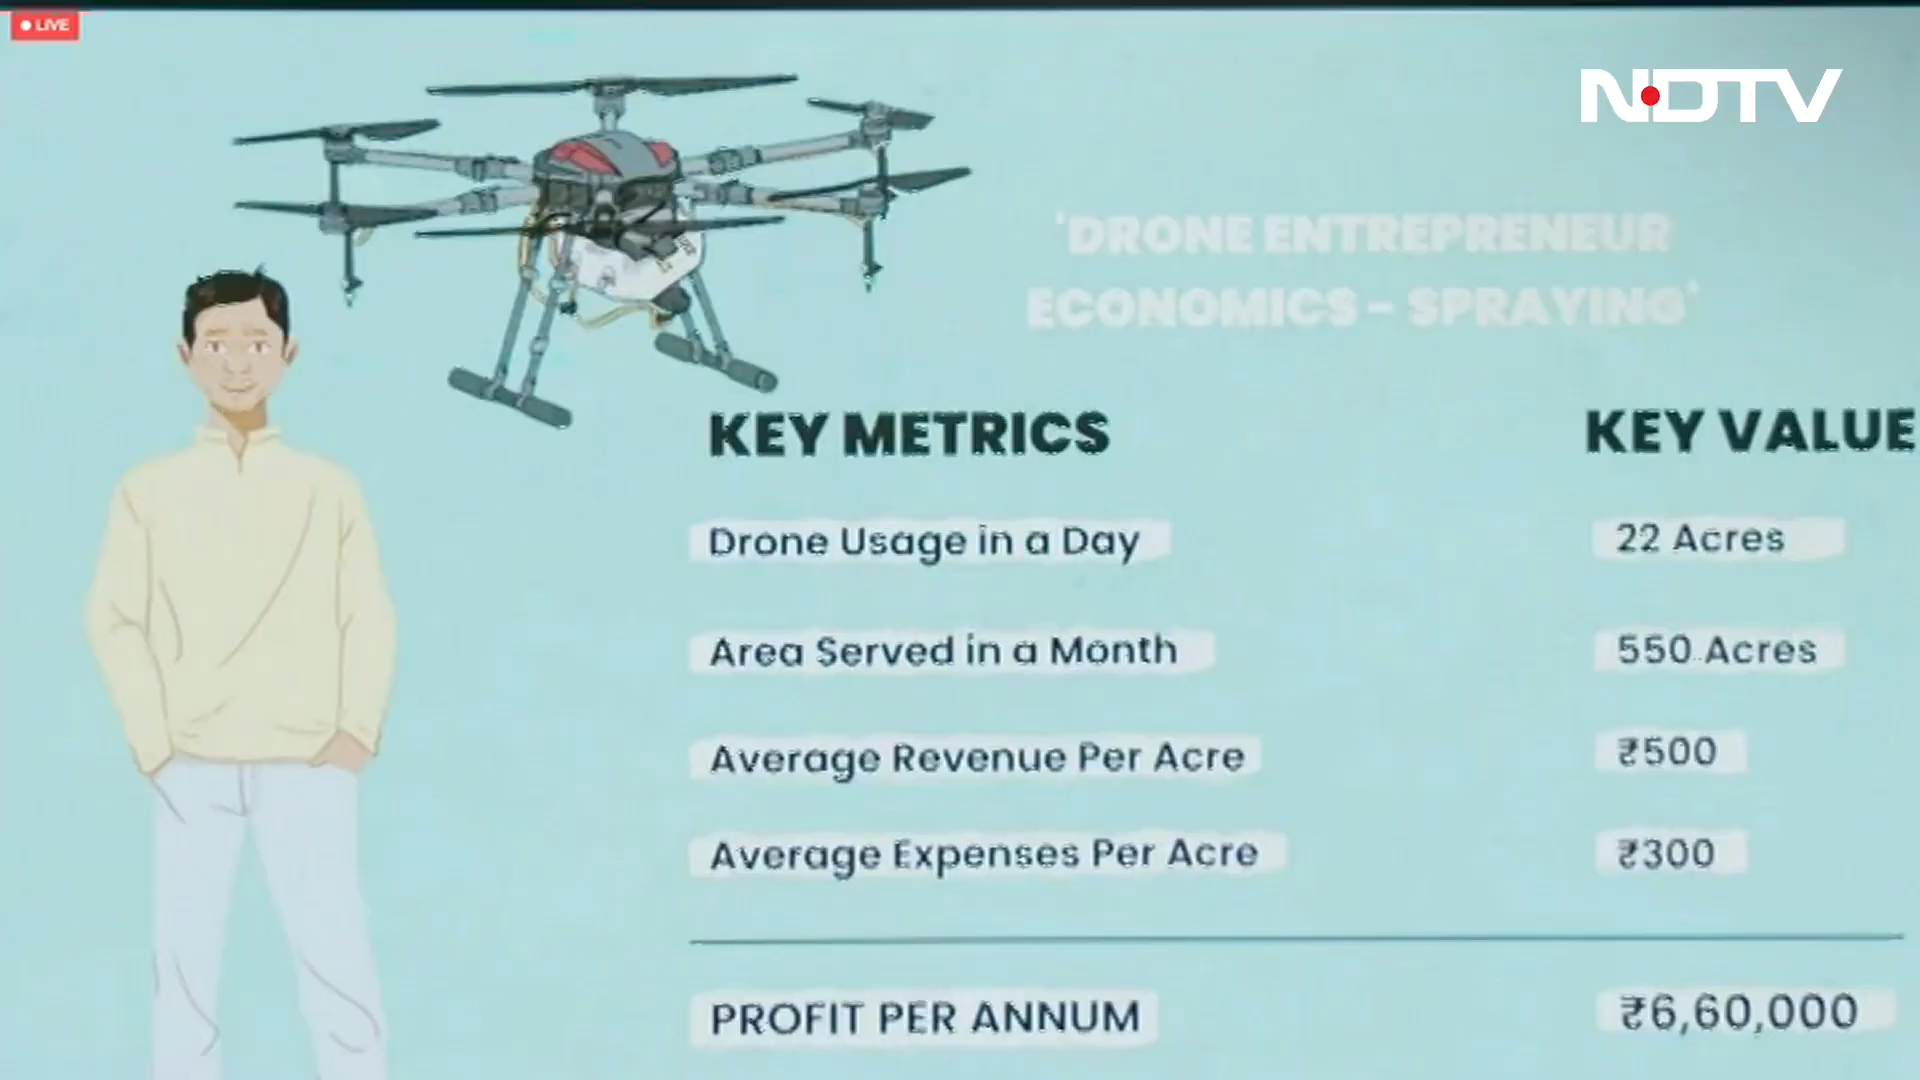 LIVE
NDTV
'DRONE ENTREPRENEUR
ECONOMICS - SPRAYING'
KEY METRICS KEY VALUE
Drone Usage in a Day 22 Acres
Area Served in a Month 550 Acres
Average Revenue Per Acre ₹500
Average Expenses Per Acre ₹300
PROFIT PER ANNUM ₹6,60,000